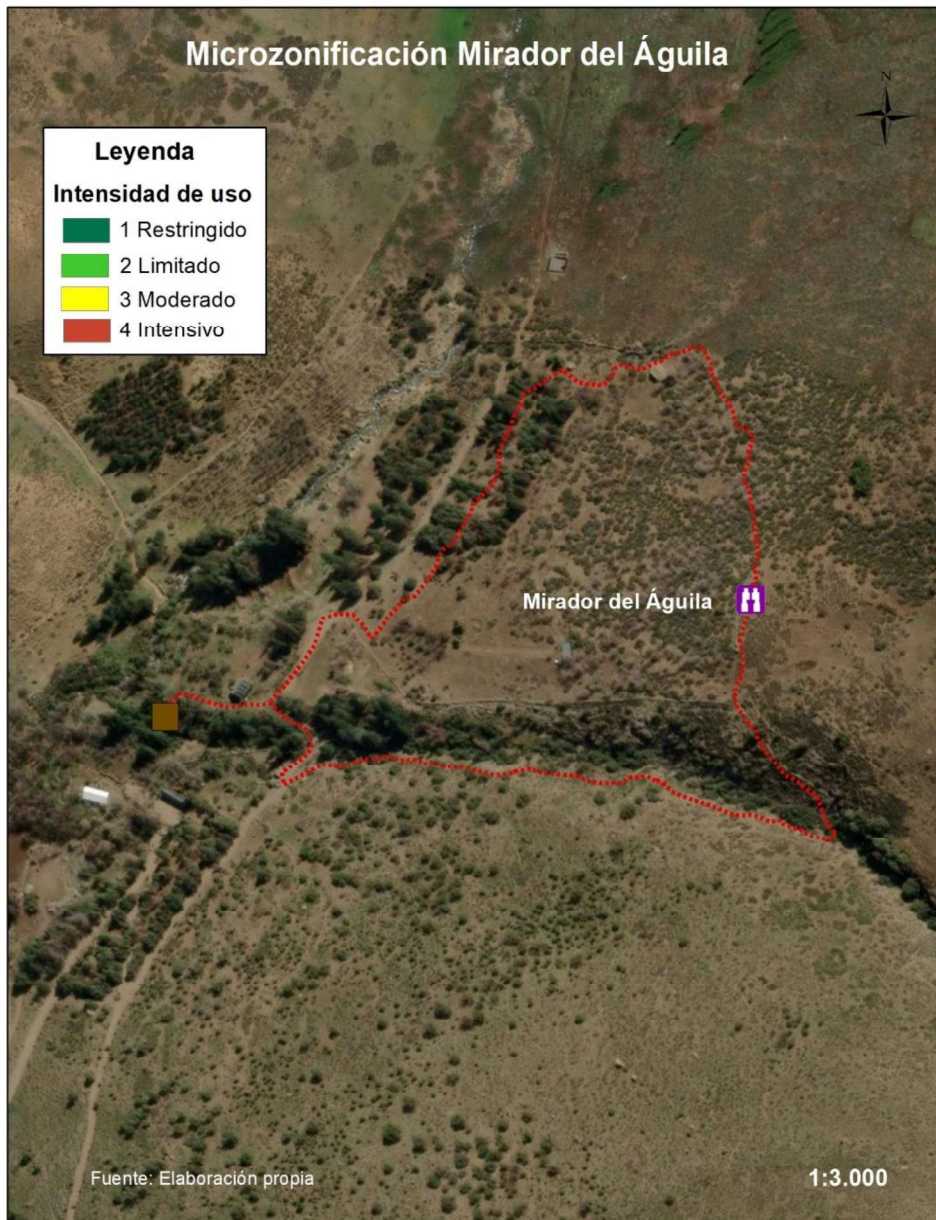 Microzonificación Mirador del Águila
N
Leyenda
Intensidad de uso
1 Restringido
2 Limitado
3 Moderado
4 Intensivo
Mirador del Águila
Fuente: Elaboración propia
1:3.000